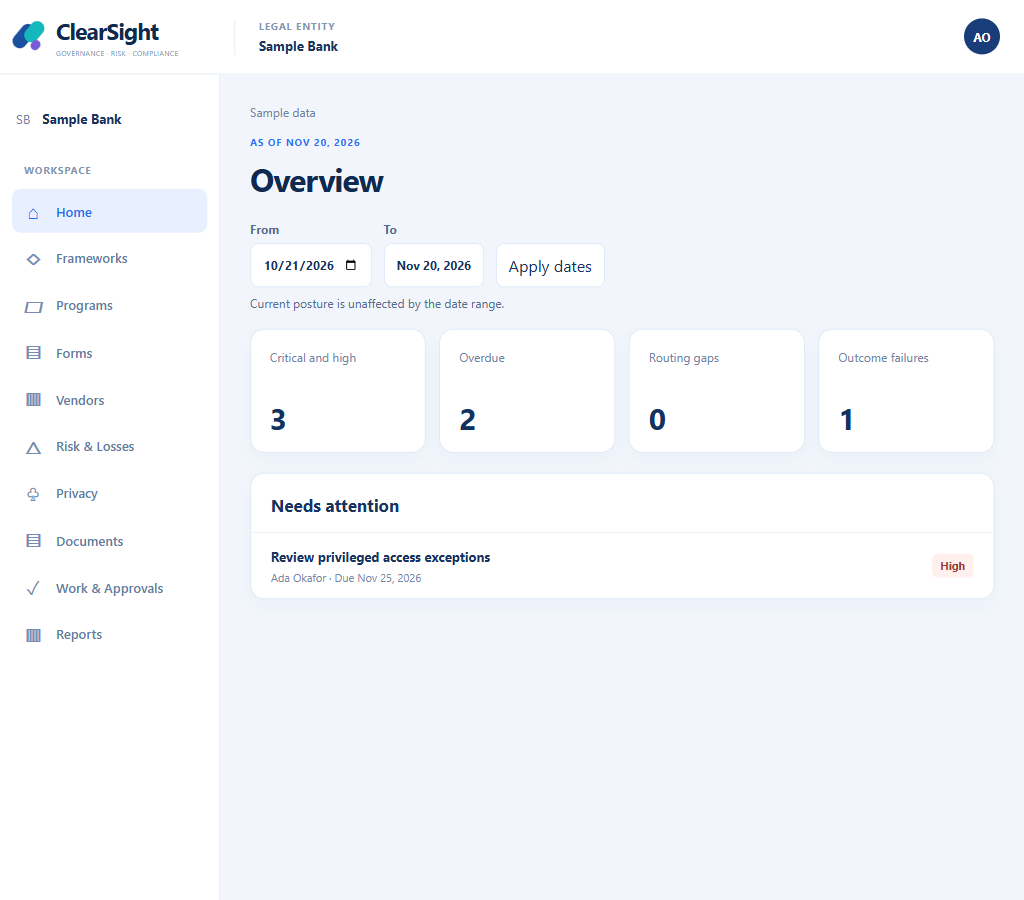 ClearSight
GOVERNANCE · RISK · COMPLIANCE
LEGAL ENTITY
Sample Bank
AO
SB Sample Bank
WORKSPACE
Home
Frameworks
Programs
Forms
Vendors
Risk & Losses
Privacy
Documents
Work & Approvals
Reports
Sample data
AS OF NOV 20, 2026
Overview
From To
10/21/2026 Nov 20, 2026 Apply dates
Current posture is unaffected by the date range.
Critical and high Overdue Routing gaps Outcome failures
3 2 0 1
Needs attention
Review privileged access exceptions
Ada Okafor · Due Nov 25, 2026
High